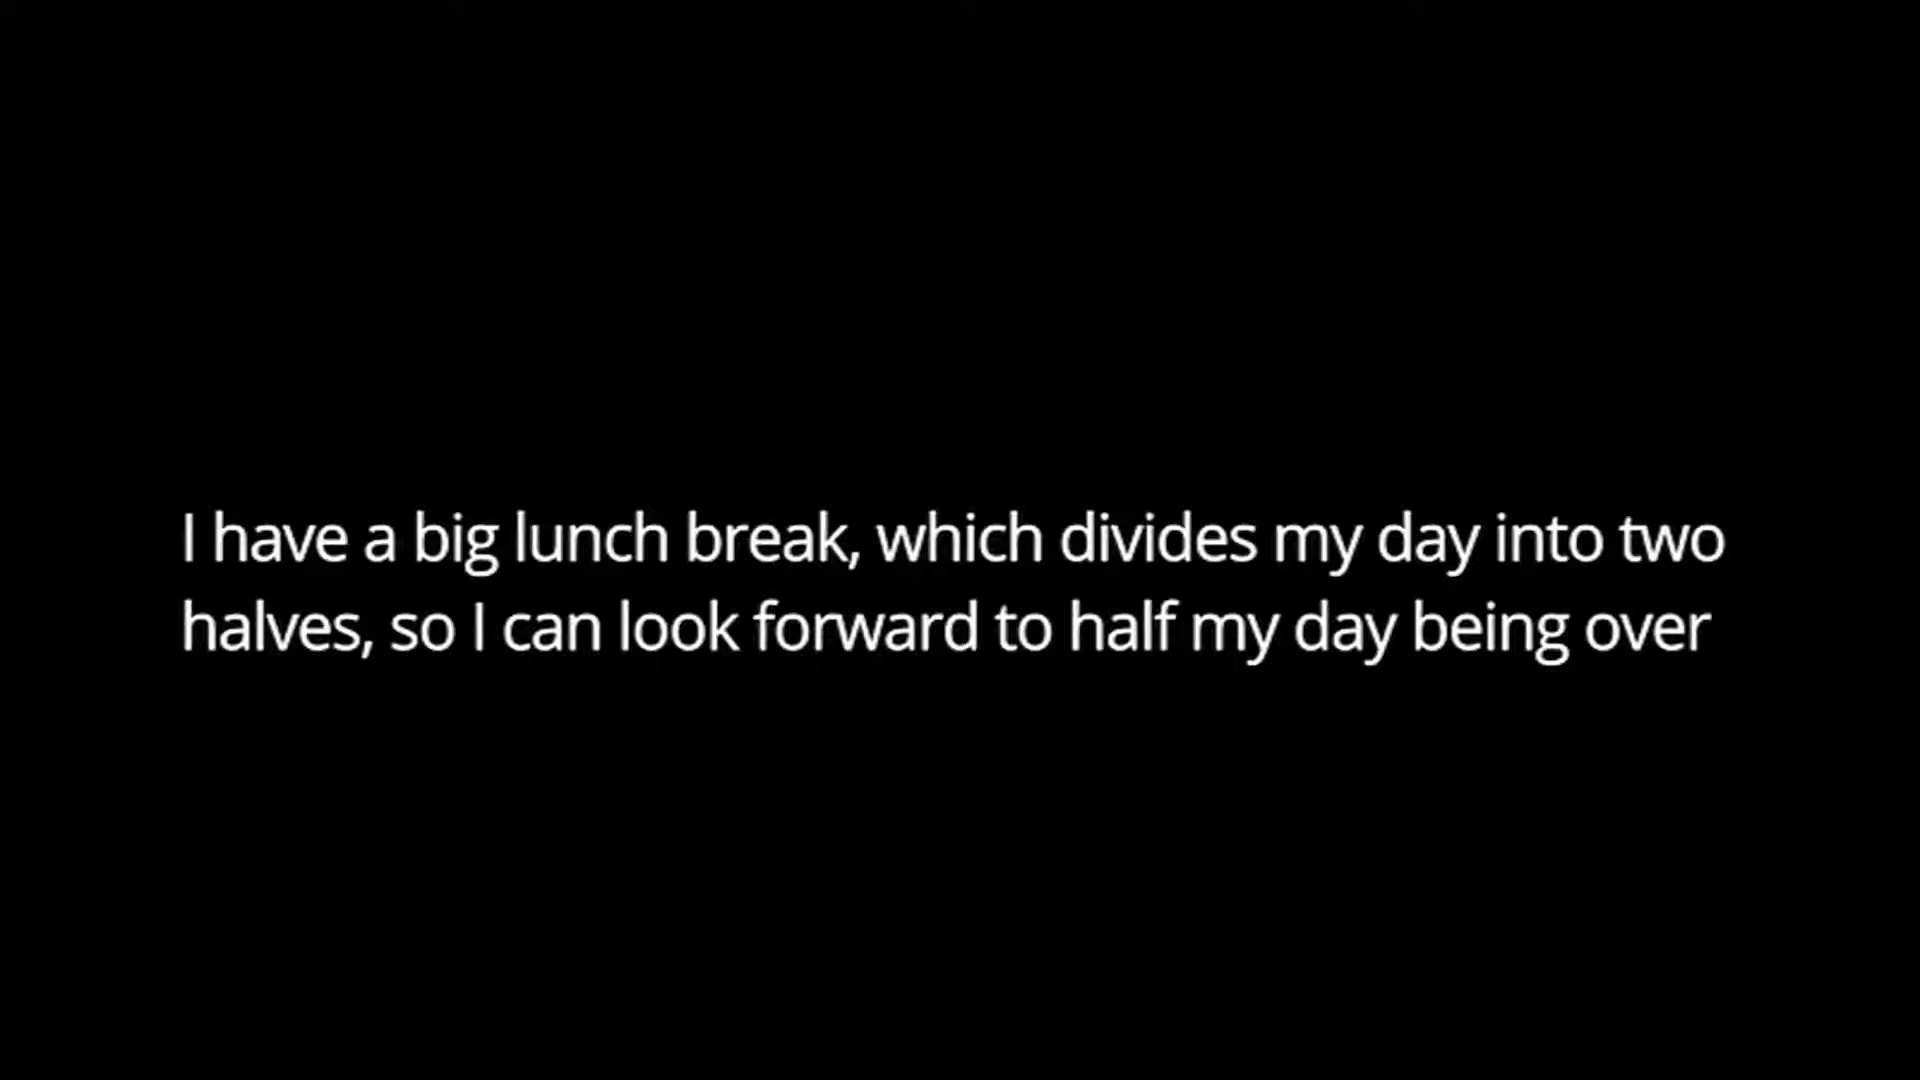 I have a big lunch break, which divides my day into two
halves, so I can look forward to half my day being over